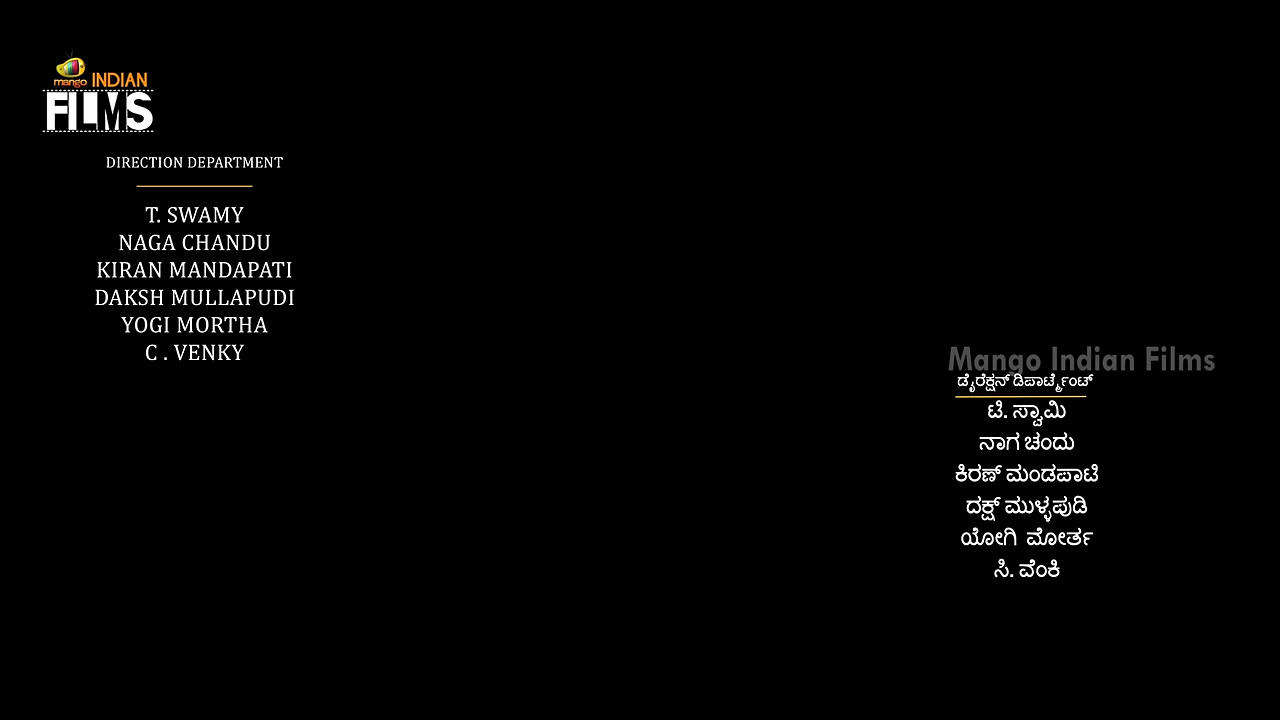 mango INDIAN
FILMS
DIRECTION DEPARTMENT
T. SWAMY
NAGA CHANDU
KIRAN MANDAPATI
DAKSH MULLAPUDI
YOGI MORTHA
C . VENKY
Mango Indian Films
ಡೈರೆಕ್ಷನ್ ಡಿಪಾರ್ಟ್ಮೆಂಟ್
ಟಿ. ಸ್ವಾಮಿ
ನಾಗ ಚಂದು
ಕಿರಣ್ ಮಂಡಪಾಟಿ
ದಕ್ಷ್ ಮುಳ್ಳಪುಡಿ
ಯೋಗಿ ಮೋರ್ತ
ಸಿ. ವೆಂಕಿ